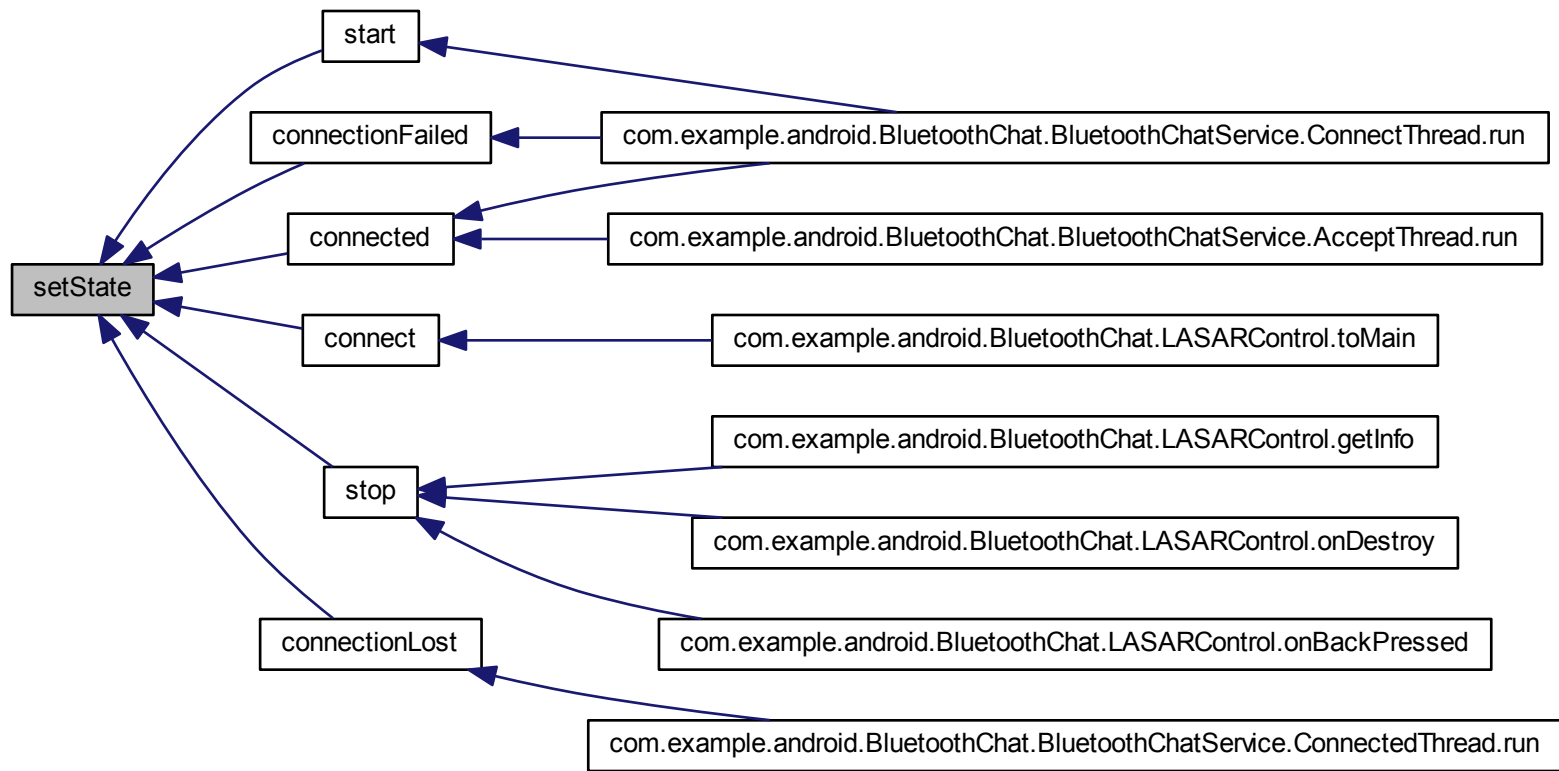 start
connectionFailed
com.example.android.BluetoothChat.BluetoothChatService.ConnectThread.run
connected
com.example.android.BluetoothChat.BluetoothChatService.AcceptThread.run
setState
connect
com.example.android.BluetoothChat.LASARControl.toMain
com.example.android.BluetoothChat.LASARControl.getInfo
stop
com.example.android.BluetoothChat.LASARControl.onDestroy
connectionLost
com.example.android.BluetoothChat.LASARControl.onBackPressed
com.example.android.BluetoothChat.BluetoothChatService.ConnectedThread.run